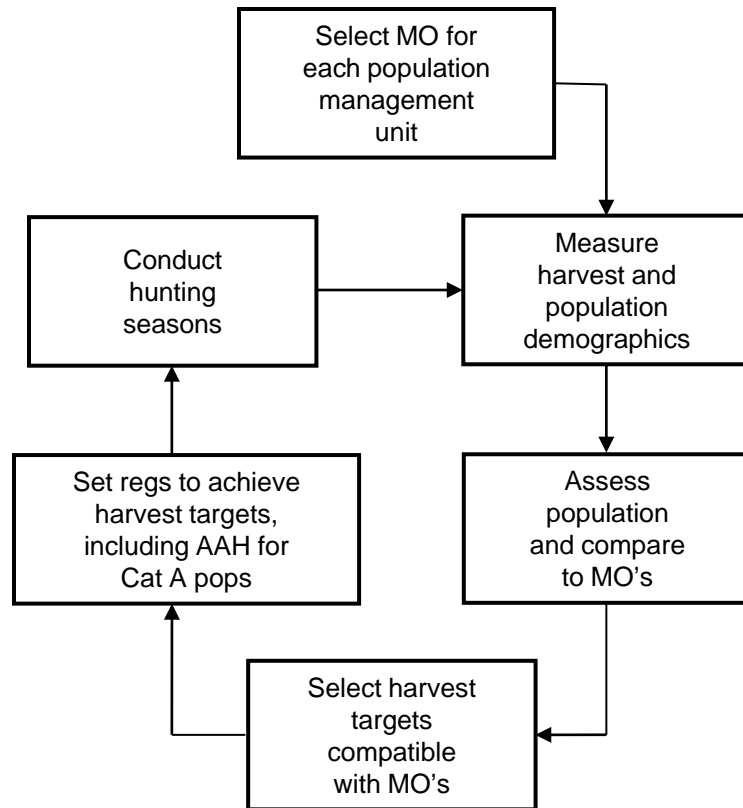 Select MO for
each population
management
unit
Conduct
hunting
seasons
Measure
harvest and
population
demographics
Set regs to achieve
harvest targets,
including AAH for
Cat A pops
Assess
population
and compare
to MO’s
Select harvest
targets
compatible
with MO’s